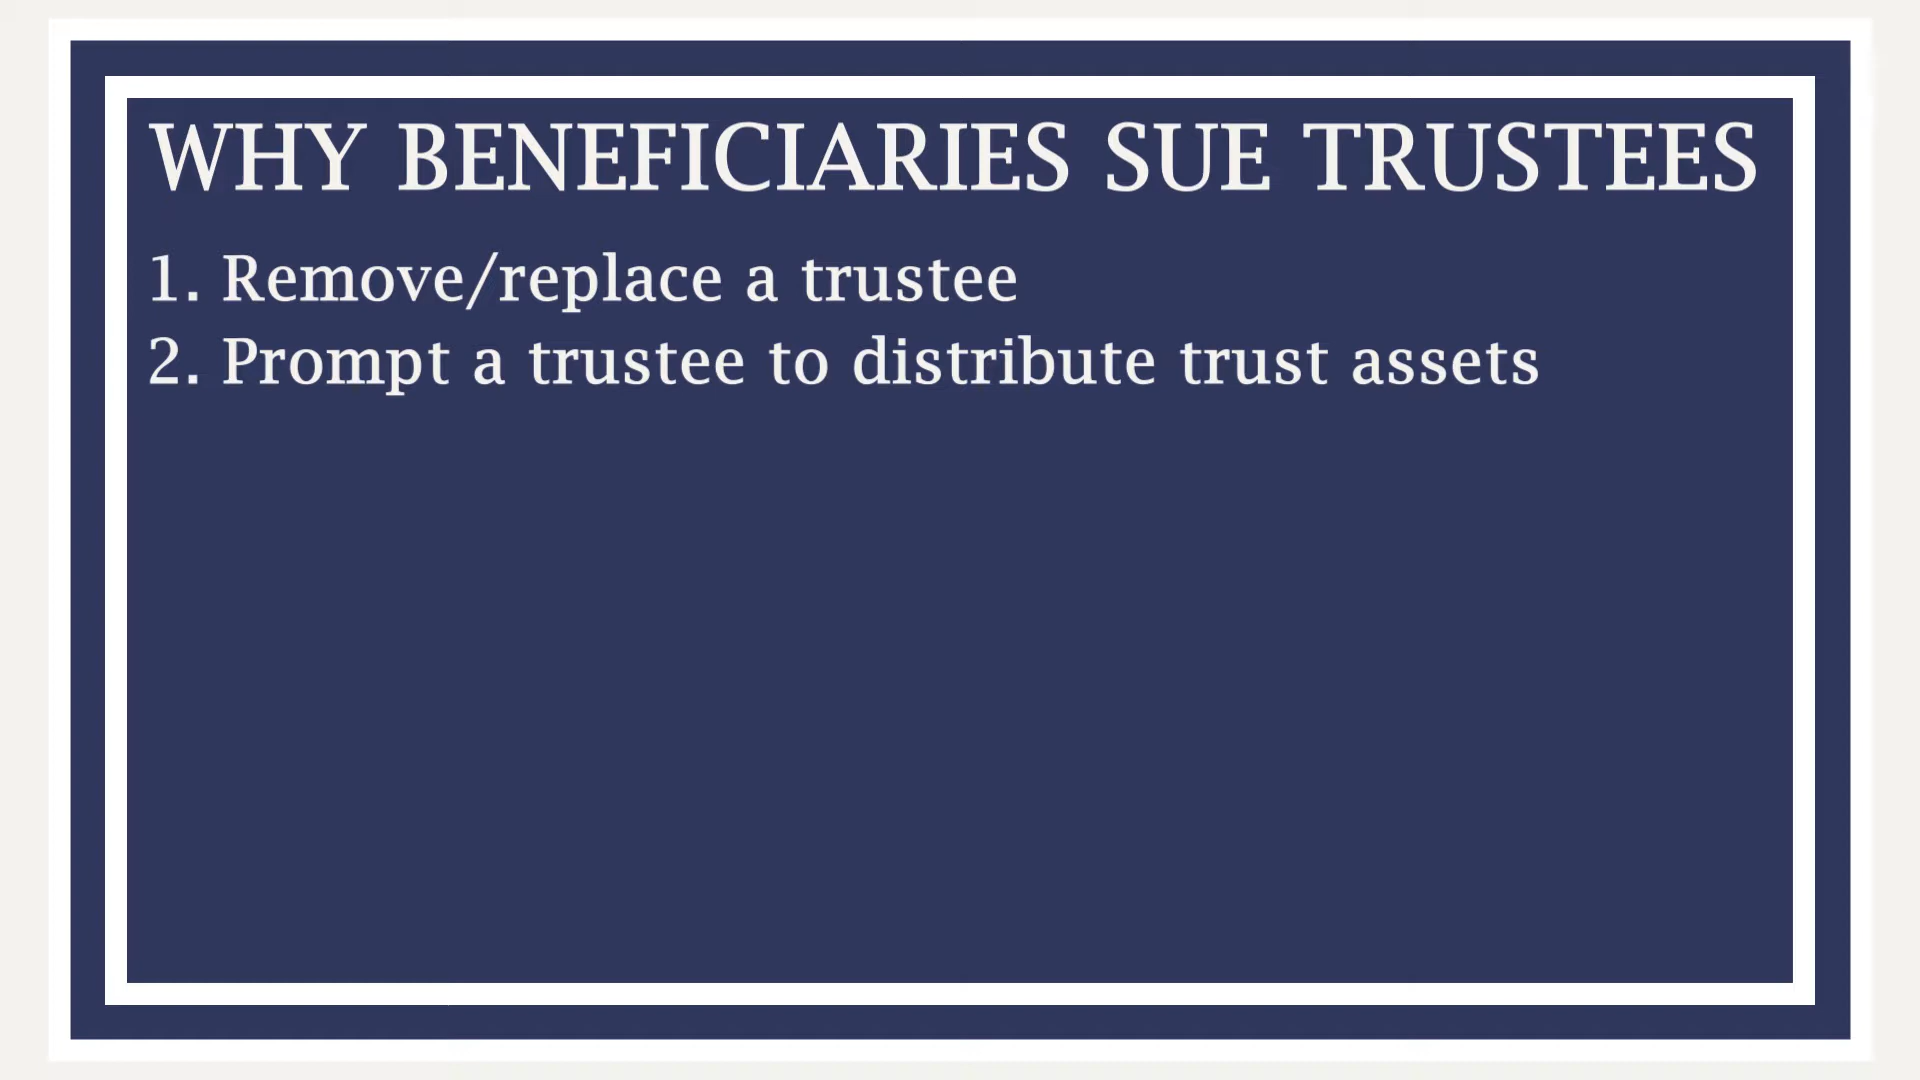 WHY BENEFICIARIES SUE TRUSTEES
1. Remove/replace a trustee
2. Prompt a trustee to distribute trust assets